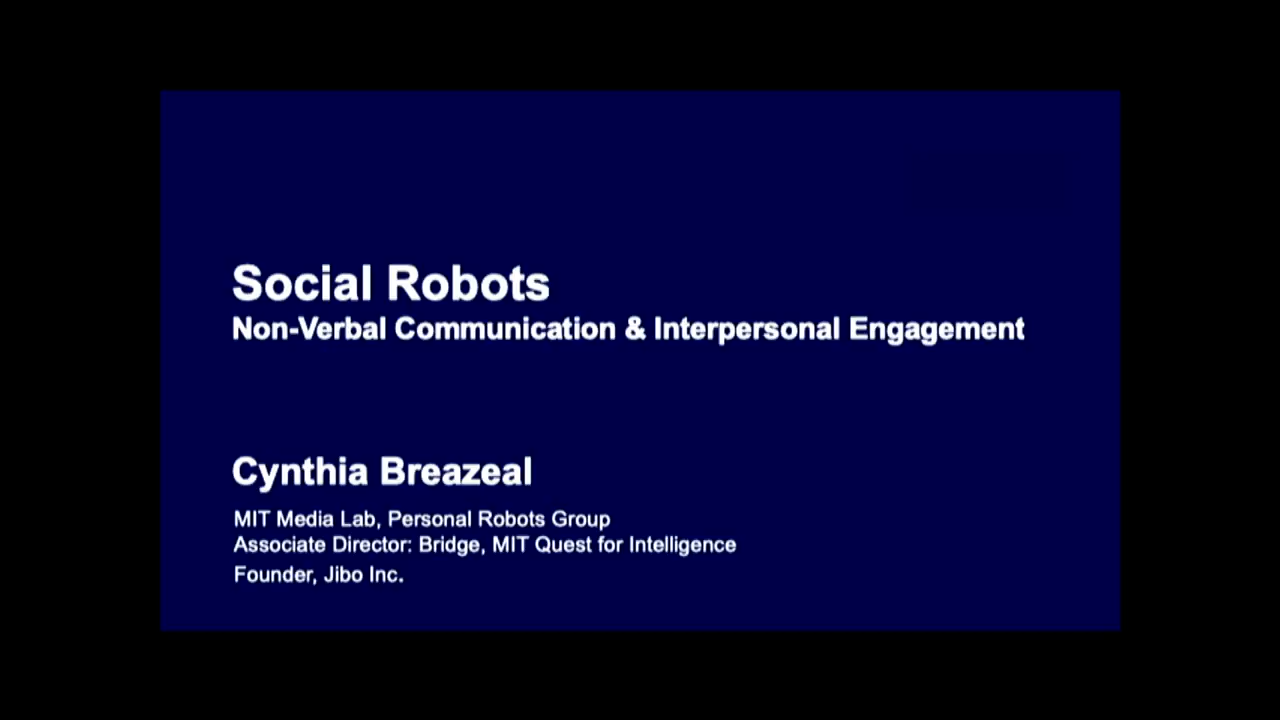 Social Robots
Non-Verbal Communication & Interpersonal Engagement
Cynthia Breazeal
MIT Media Lab, Personal Robots Group
Associate Director: Bridge, MIT Quest for Intelligence
Founder, Jibo Inc.